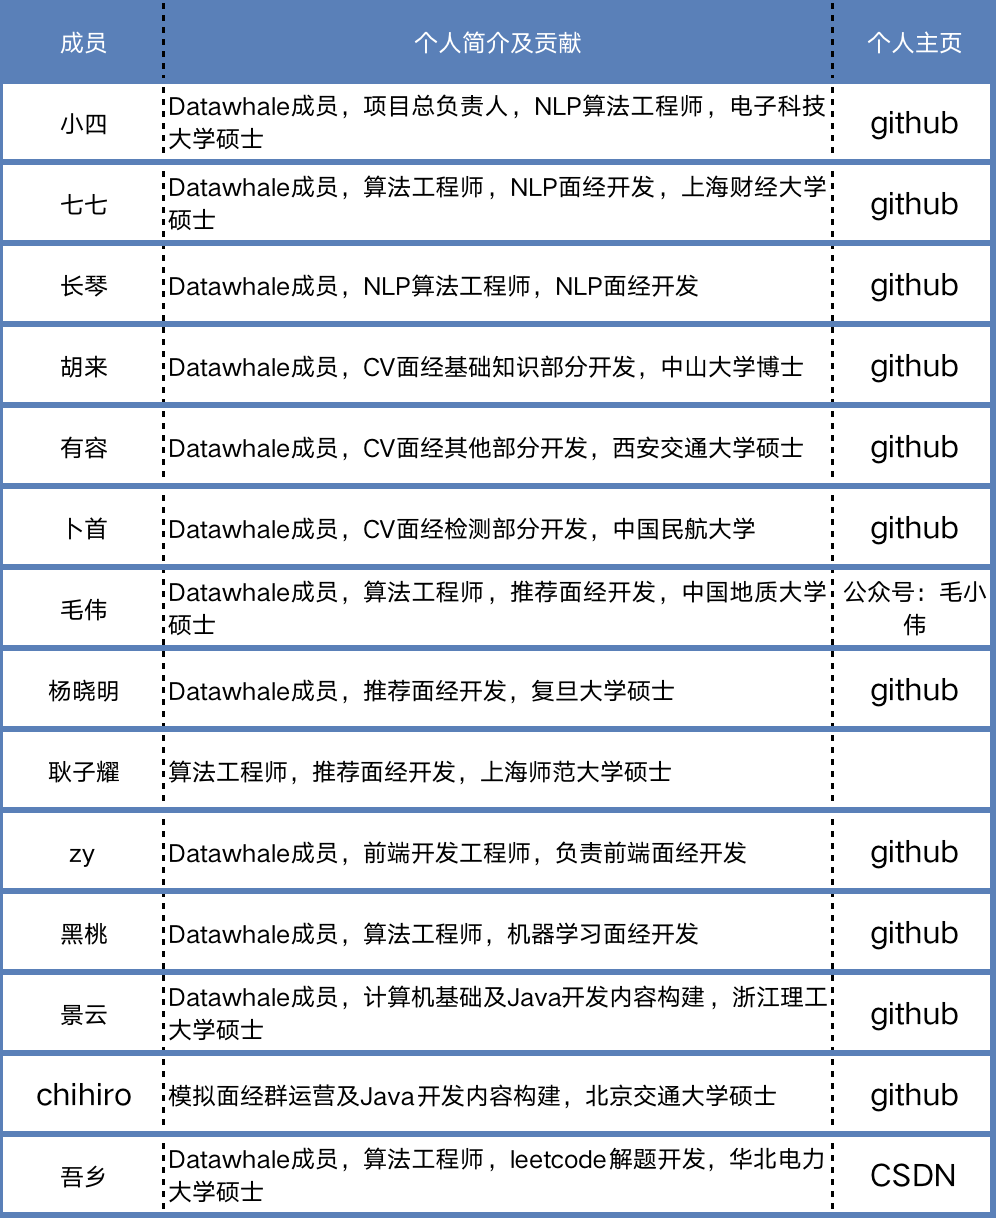 成员 个人简介及贡献 个人主页
小四 Datawhale成员，项目总负责人，NLP算法工程师，电子科技 github
大学硕士
七七 Datawhale成员，算法工程师，NLP面经开发，上海财经大学 github
硕士
长琴 Datawhale成员，NLP算法工程师，NLP面经开发 github
胡来 Datawhale成员，CV面经基础知识部分开发，中山大学博士 github
有容 Datawhale成员，CV面经其他部分开发，西安交通大学硕士 github
卜首 Datawhale成员，CV面经检测部分开发，中国民航大学 github
毛伟 Datawhale成员，算法工程师，推荐面经开发，中国地质大学 公众号：毛小
硕士 伟
杨晓明 Datawhale成员，推荐面经开发，复旦大学硕士 github
耿子耀 算法工程师，推荐面经开发，上海师范大学硕士
zy Datawhale成员，前端开发工程师，负责前端面经开发 github
黑桃 Datawhale成员，算法工程师，机器学习面经开发 github
景云 Datawhale成员，计算机基础及Java开发内容构建，浙江理工 github
大学硕士
chihiro 模拟面经群运营及Java开发内容构建，北京交通大学硕士 github
吾乡 Datawhale成员，算法工程师，leetcode解题开发，华北电力 CSDN
大学硕士